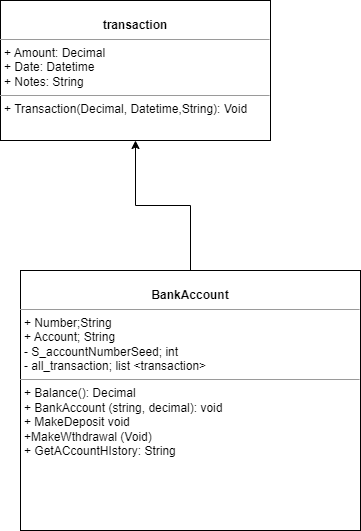 transaction
+ Amount: Decimal
+ Date: Datetime
+ Notes: String
+ Transaction(Decimal, Datetime,String): Void
BankAccount
+ Number;String
+ Account; String
- S_accountNumberSeed; int
- all_transaction; list <transaction>
+ Balance(): Decimal
+ BankAccount (string, decimal): void
+ MakeDeposit void
+MakeWthdrawal (Void)
+ GetACcountHIstory: String